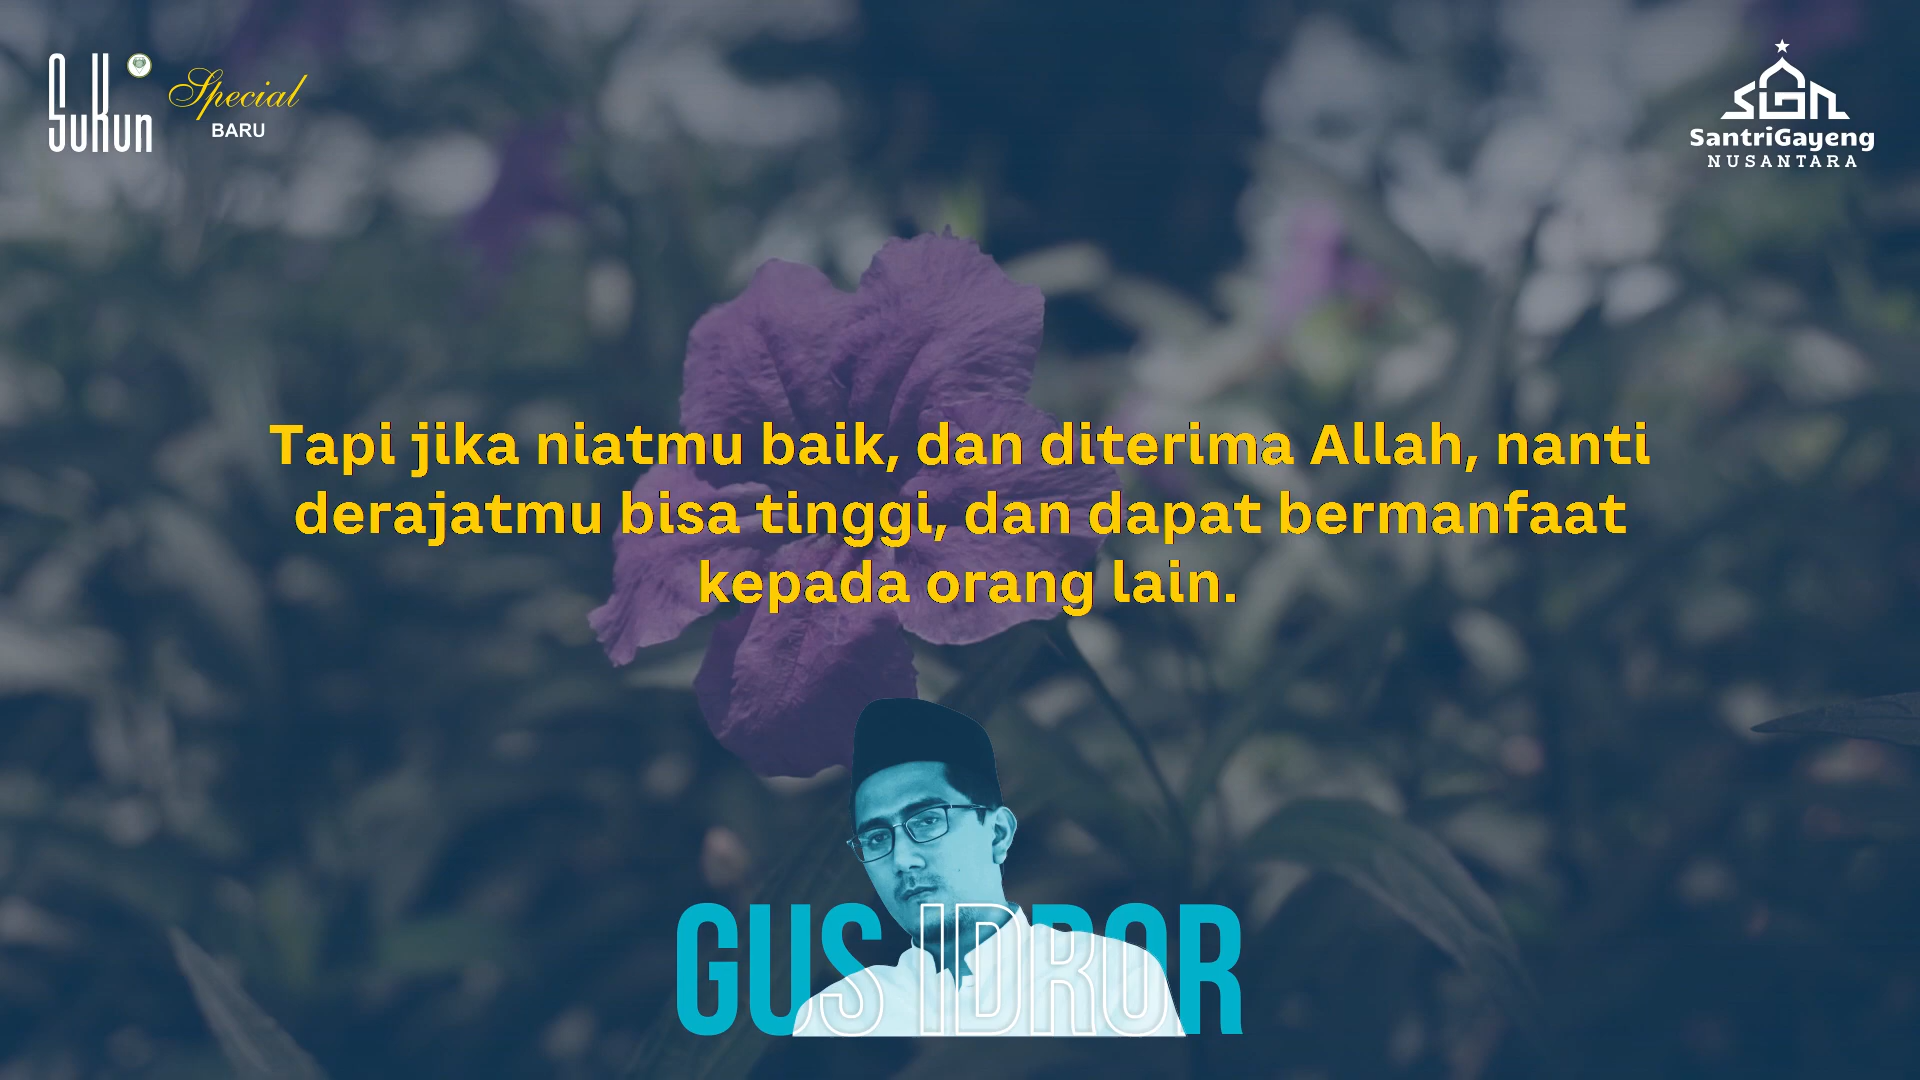 Sukun
Special
BARU
SIGN
SantriGayeng
NUSANTARA
Tapi jika niatmu baik, dan diterima Allah, nanti
derajatmu bisa tinggi, dan dapat bermanfaat
kepada orang lain.
GUS IDROR